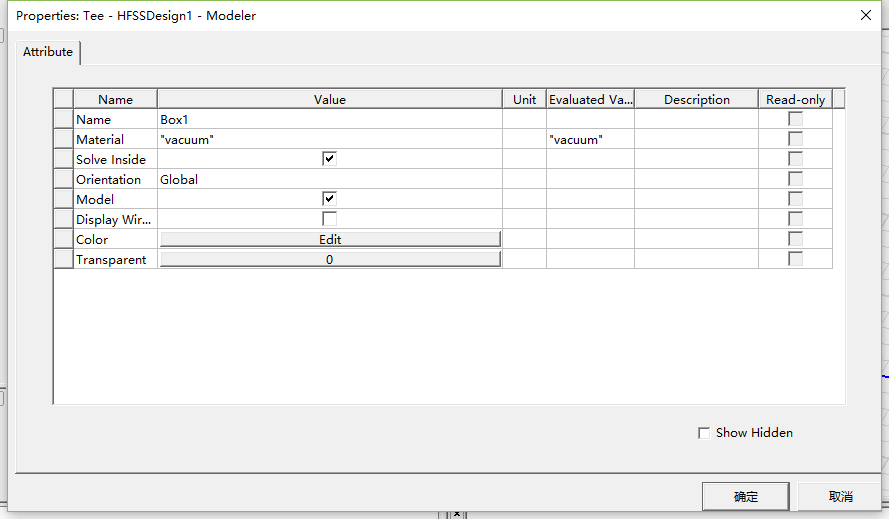 Properties: Tee - HFSSDesign1 - Modeler
Attribute
Name Value Unit Evaluated Va... Description Read-only
Name Box1
Material "vacuum" "vacuum"
Solve Inside
Orientation Global
Model
Display Wir...
Color Edit
Transparent 0
Show Hidden
确定 取消